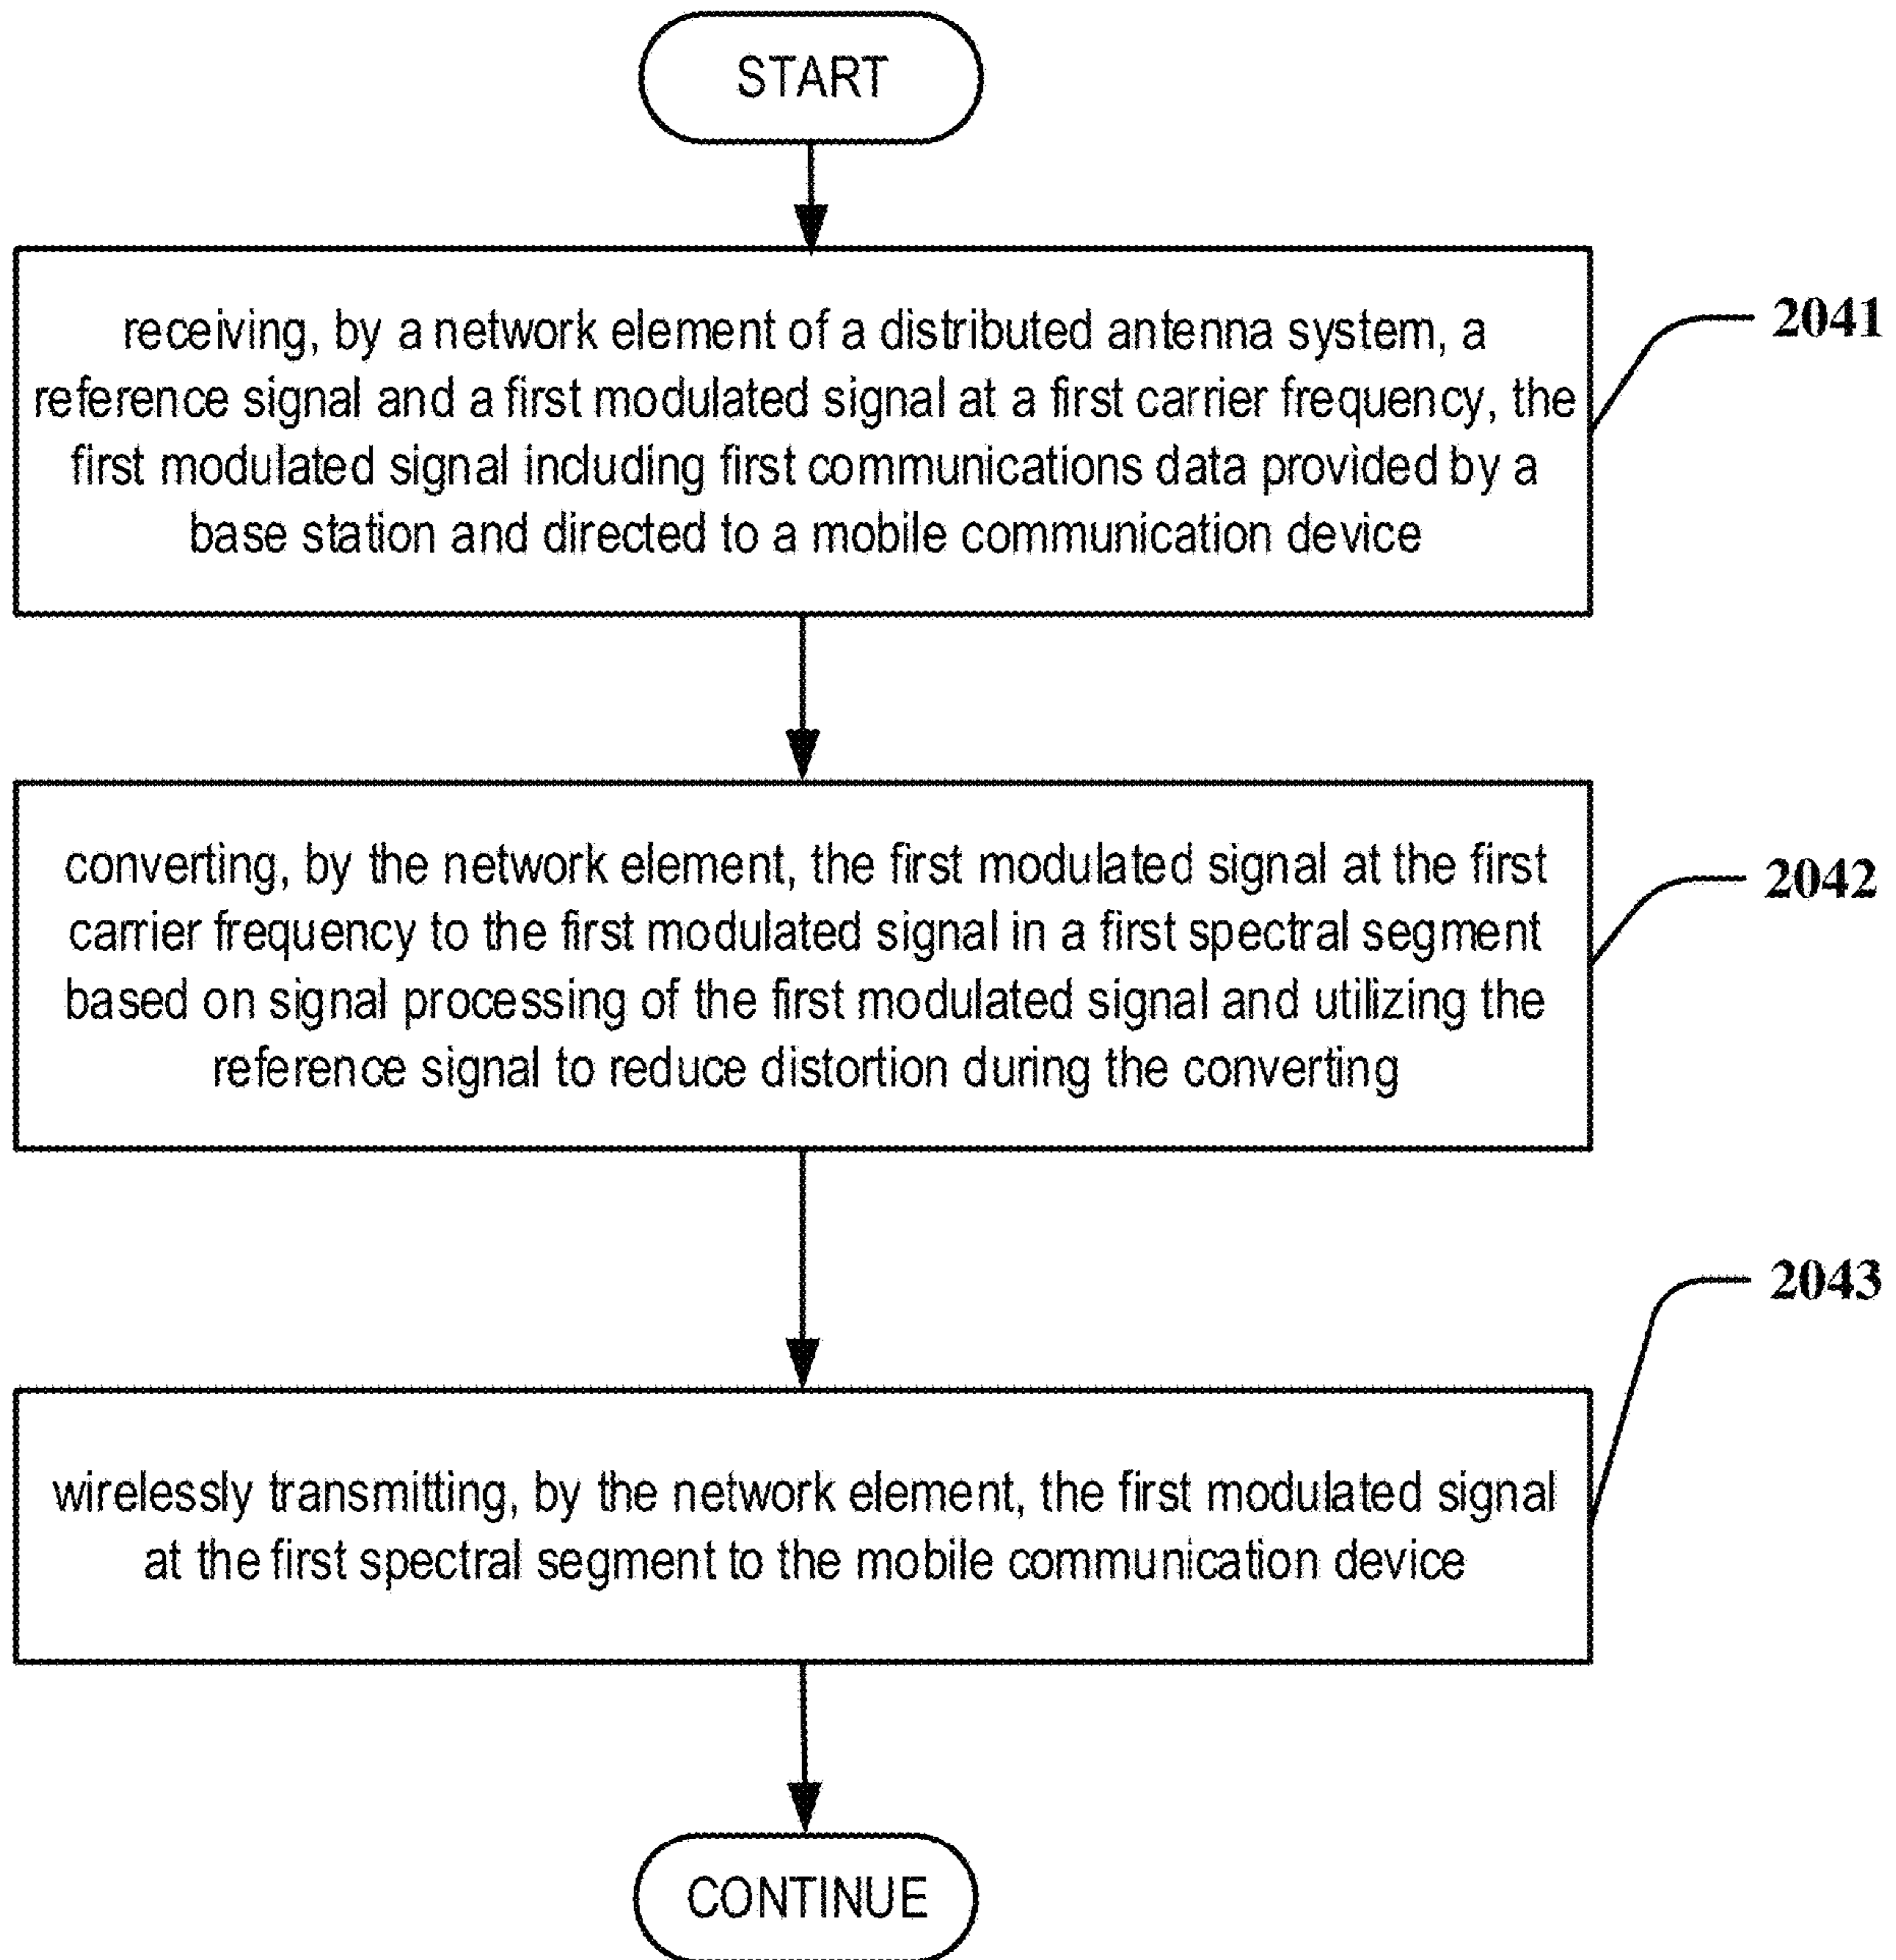 START
receiving, by a network element of a distributed antenna system, a
reference signal and a first modulated signal at a first carrier frequency, the
first modulated signal including first communications data provided by a
base station and directed to a mobile communication device
2041
converting, by the network element, the first modulated signal at the first
carrier frequency to the first modulated signal in a first spectral segment
based on signal processing of the first modulated signal and utilizing the
reference signal to reduce distortion during the converting
2042
wirelessly transmitting, by the network element, the first modulated signal
at the first spectral segment to the mobile communication device
2043
CONTINUE